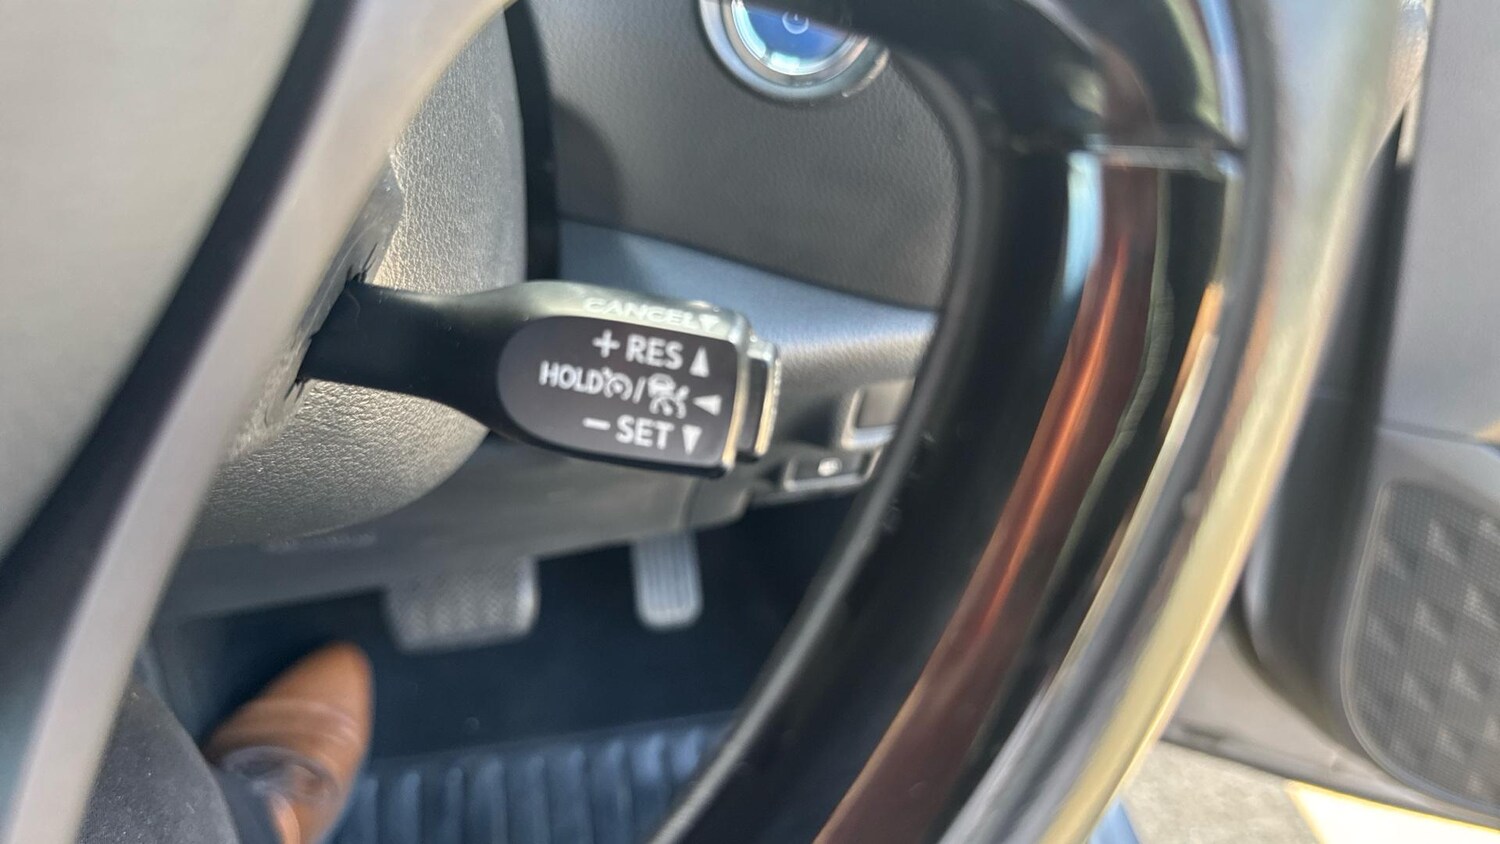 CANCEL
+ RES ▲
HOLD / ◀
− SET ▼